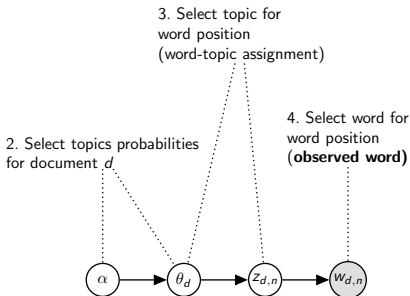 3. Select topic for
word position
(word-topic assignment)
4. Select word for
word position
(observed word)
2. Select topics probabilities
for document d
α
θd
zd,n
wd,n